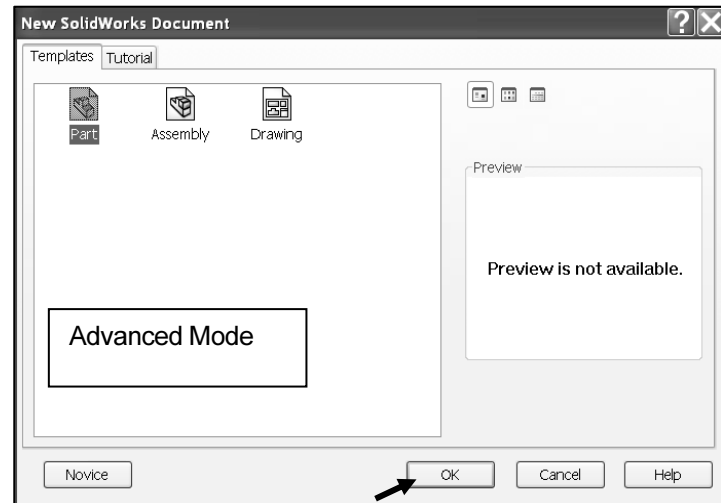 New SolidWorks Document
Templates Tutorial
Part Assembly Drawing
Preview
Preview is not available.
Advanced Mode
Novice OK Cancel Help